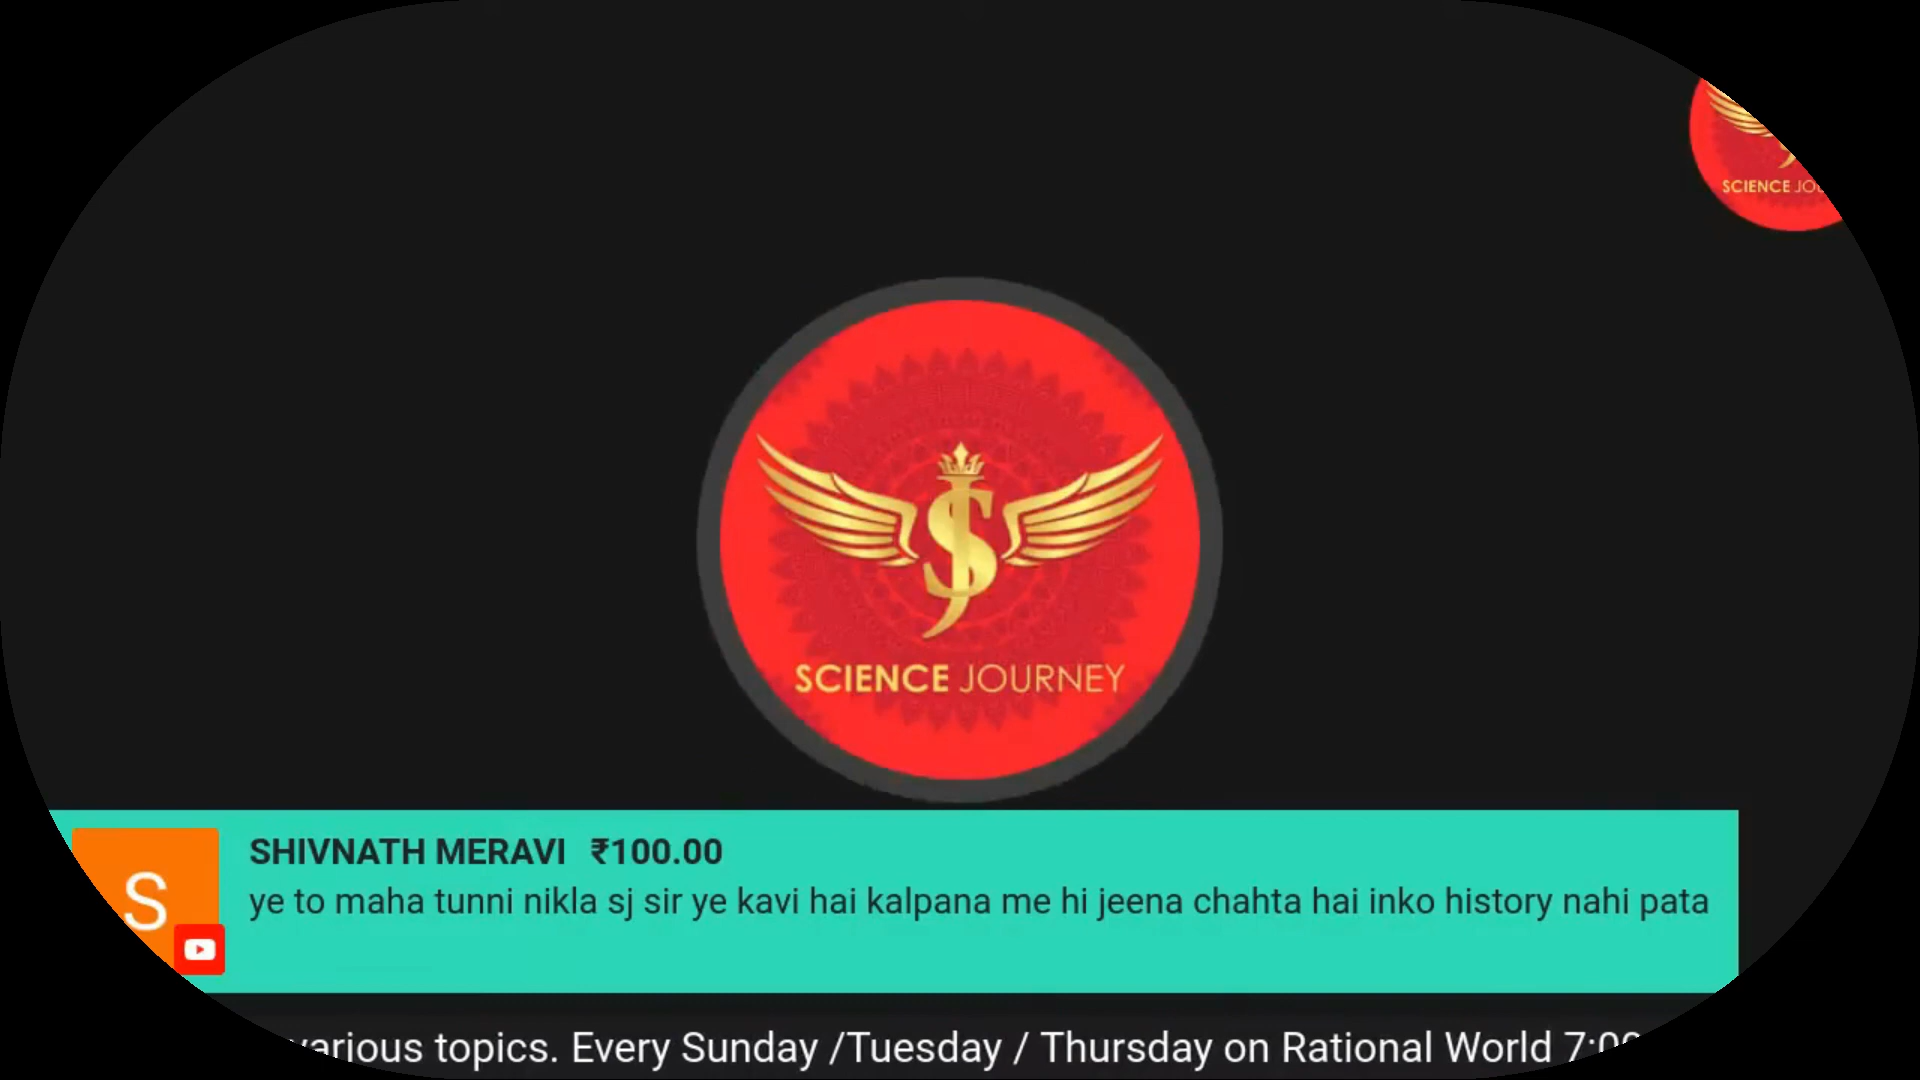 SCIENCE
SCIENCE JOURNEY
SHIVNATH MERAVI ₹100.00
S
ye to maha tunni nikla sj sir ye kavi hai kalpana me hi jeena chahta hai inko history nahi pata
various topics. Every Sunday /Tuesday / Thursday on Rational World